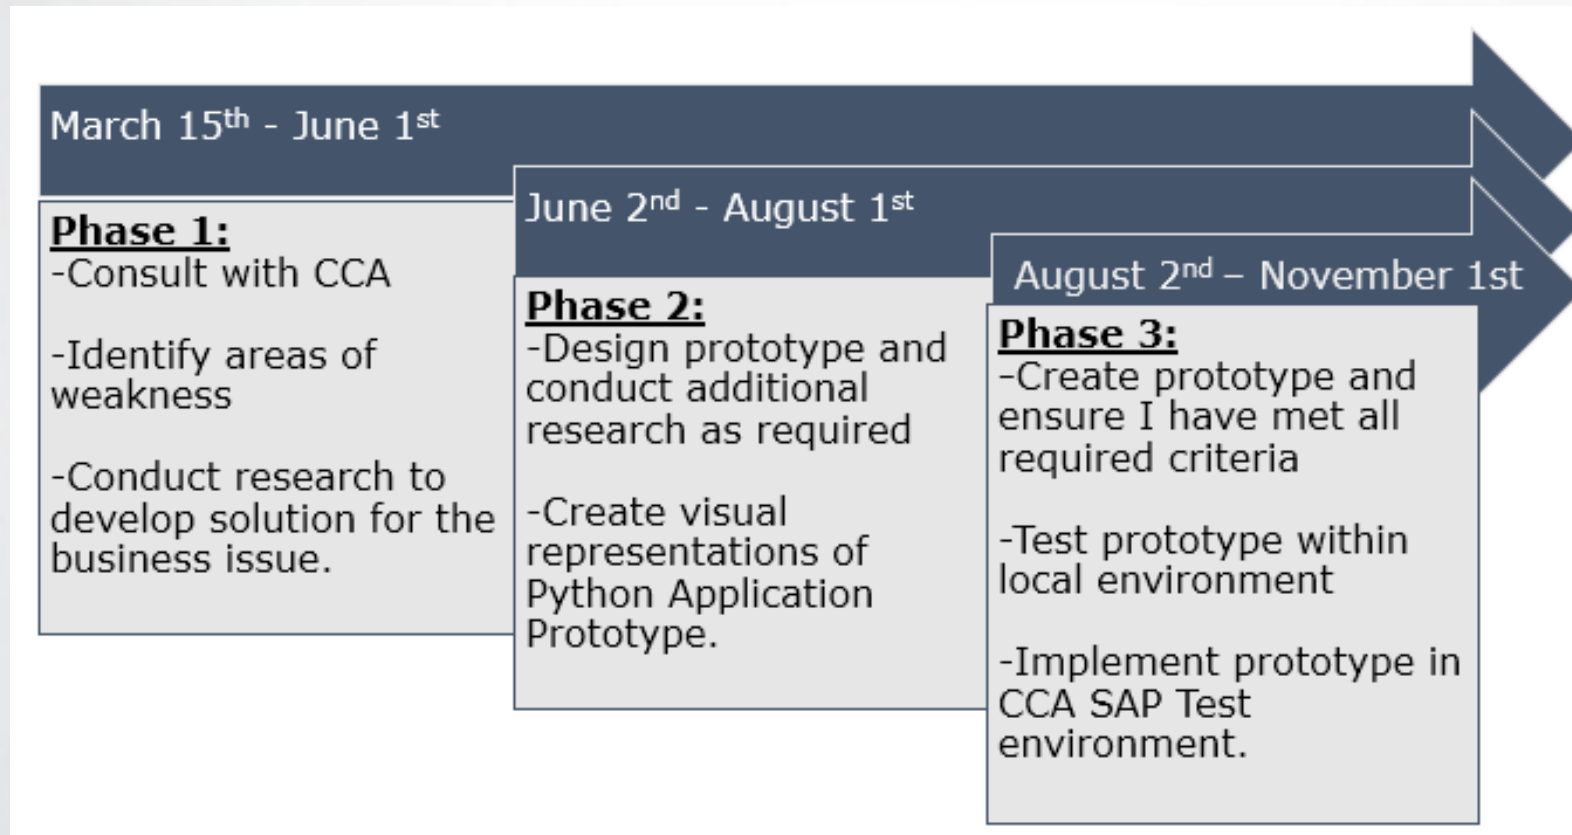 March 15th - June 1st
Phase 1:
-Consult with CCA
-Identify areas of
weakness
-Conduct research to
develop solution for the
business issue.
June 2nd - August 1st
Phase 2:
-Design prototype and
conduct additional
research as required
-Create visual
representations of
Python Application
Prototype.
August 2nd – November 1st
Phase 3:
-Create prototype and
ensure I have met all
required criteria
-Test prototype within
local environment
-Implement prototype in
CCA SAP Test
environment.